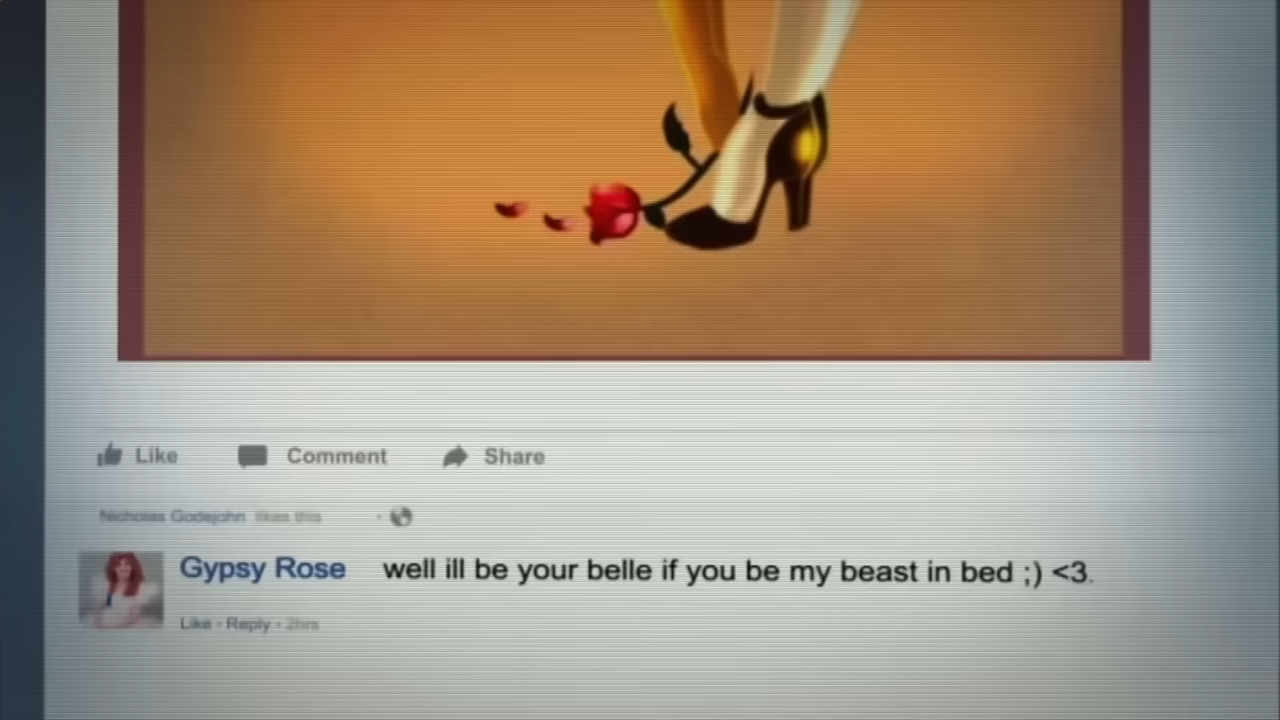 Like Comment Share
Nicholas Godejohn likes this
Gypsy Rose well ill be your belle if you be my beast in bed ;) <3.
Like · Reply · 2hrs